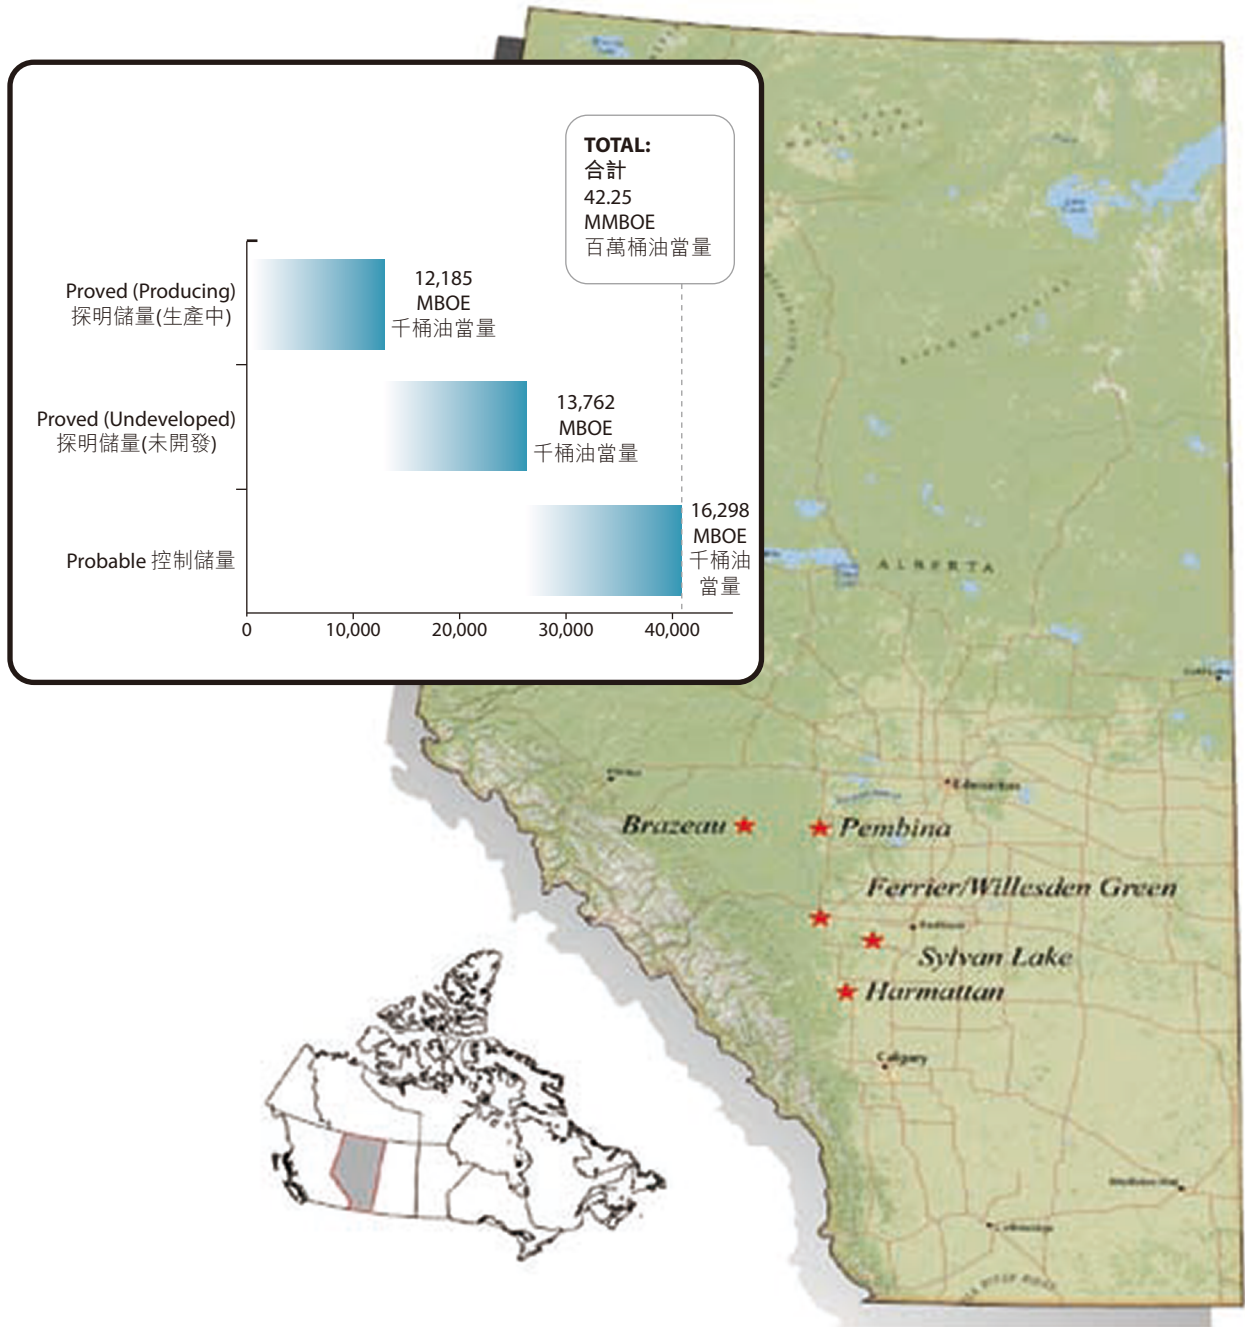 TOTAL:
合計
42.25
MMBOE
百萬桶油當量
Proved (Producing)
探明儲量(生產中)
12,185
MBOE
千桶油當量
Proved (Undeveloped)
探明儲量(未開發)
13,762
MBOE
千桶油當量
Probable 控制儲量
16,298
MBOE
千桶油
當量
0 10,000 20,000 30,000 40,000
ALBERTA
Edmonton
Brazeau
Pembina
Ferrier/Willesden Green
Sylvan Lake
Harmattan
Calgary